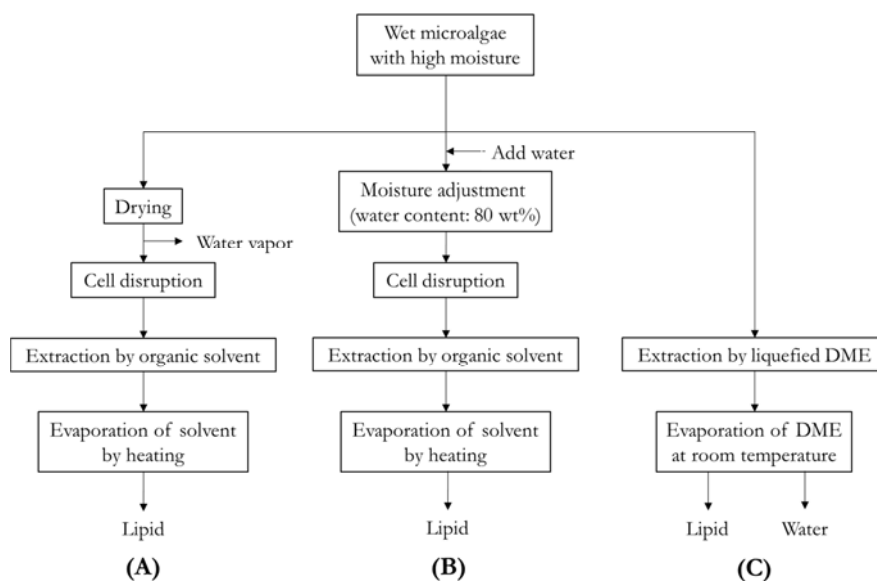 Wet microalgae
with high moisture
Add water
Drying
Moisture adjustment
(water content: 80 wt%)
Water vapor
Cell disruption
Cell disruption
Extraction by organic solvent
Extraction by organic solvent
Extraction by liquefied DME
Evaporation of solvent
by heating
Evaporation of solvent
by heating
Evaporation of DME
at room temperature
Lipid
Lipid
Lipid
Water
(A)
(B)
(C)